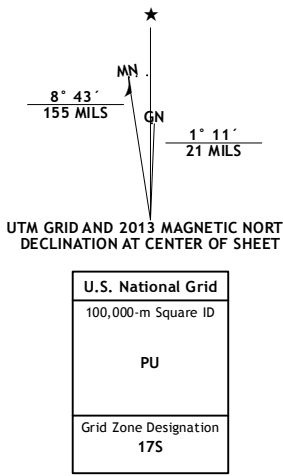 ★
MN
GN
8° 43´
155 MILS
1° 11´
21 MILS
UTM GRID AND 2013 MAGNETIC NORT
DECLINATION AT CENTER OF SHEET
U.S. National Grid
100,000-m Square ID
PU
Grid Zone Designation
17S